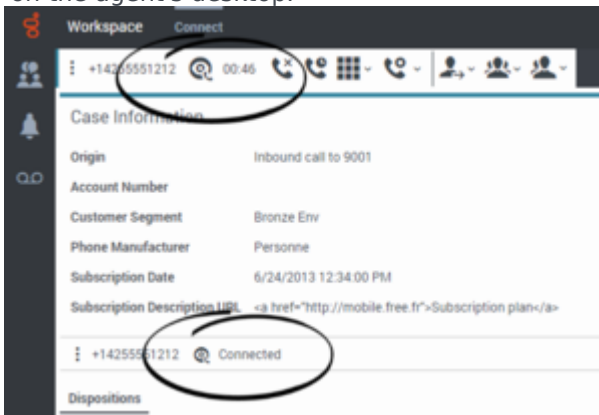 on the agent's desktop.
Workspace Connect
+14255551212 00:46
Case Information
Origin Inbound call to 9001
Account Number
Customer Segment Bronze Env
Phone Manufacturer Personne
Subscription Date 6/24/2013 12:34:00 PM
Subscription Description URL <a href="http://mobile.free.fr">Subscription plan</a>
+14255551212 Connected
Dispositions